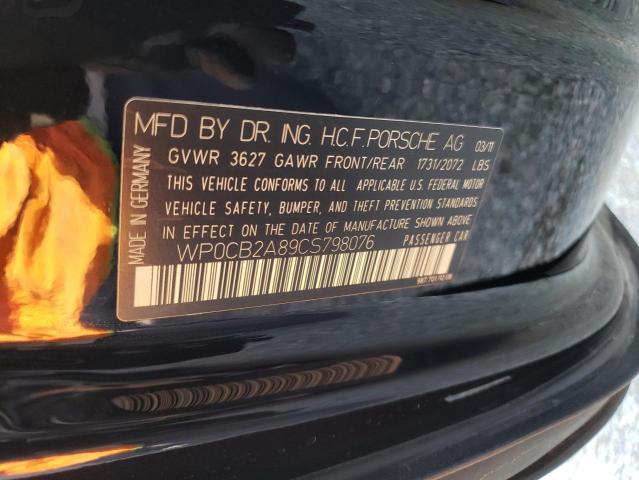 MADE IN GERMANY
MFD BY DR. ING. H.C.F. PORSCHE AG 03/11
GVWR 3627 GAWR FRONT/REAR 1731/2072 LBS
THIS VEHICLE CONFORMS TO ALL APPLICABLE U.S. FEDERAL MOTOR
VEHICLE SAFETY, BUMPER, AND THEFT PREVENTION STANDARDS
IN EFFECT ON THE DATE OF MANUFACTURE SHOWN ABOVE.
WP0CB2A89CS798076 PASSENGER CAR